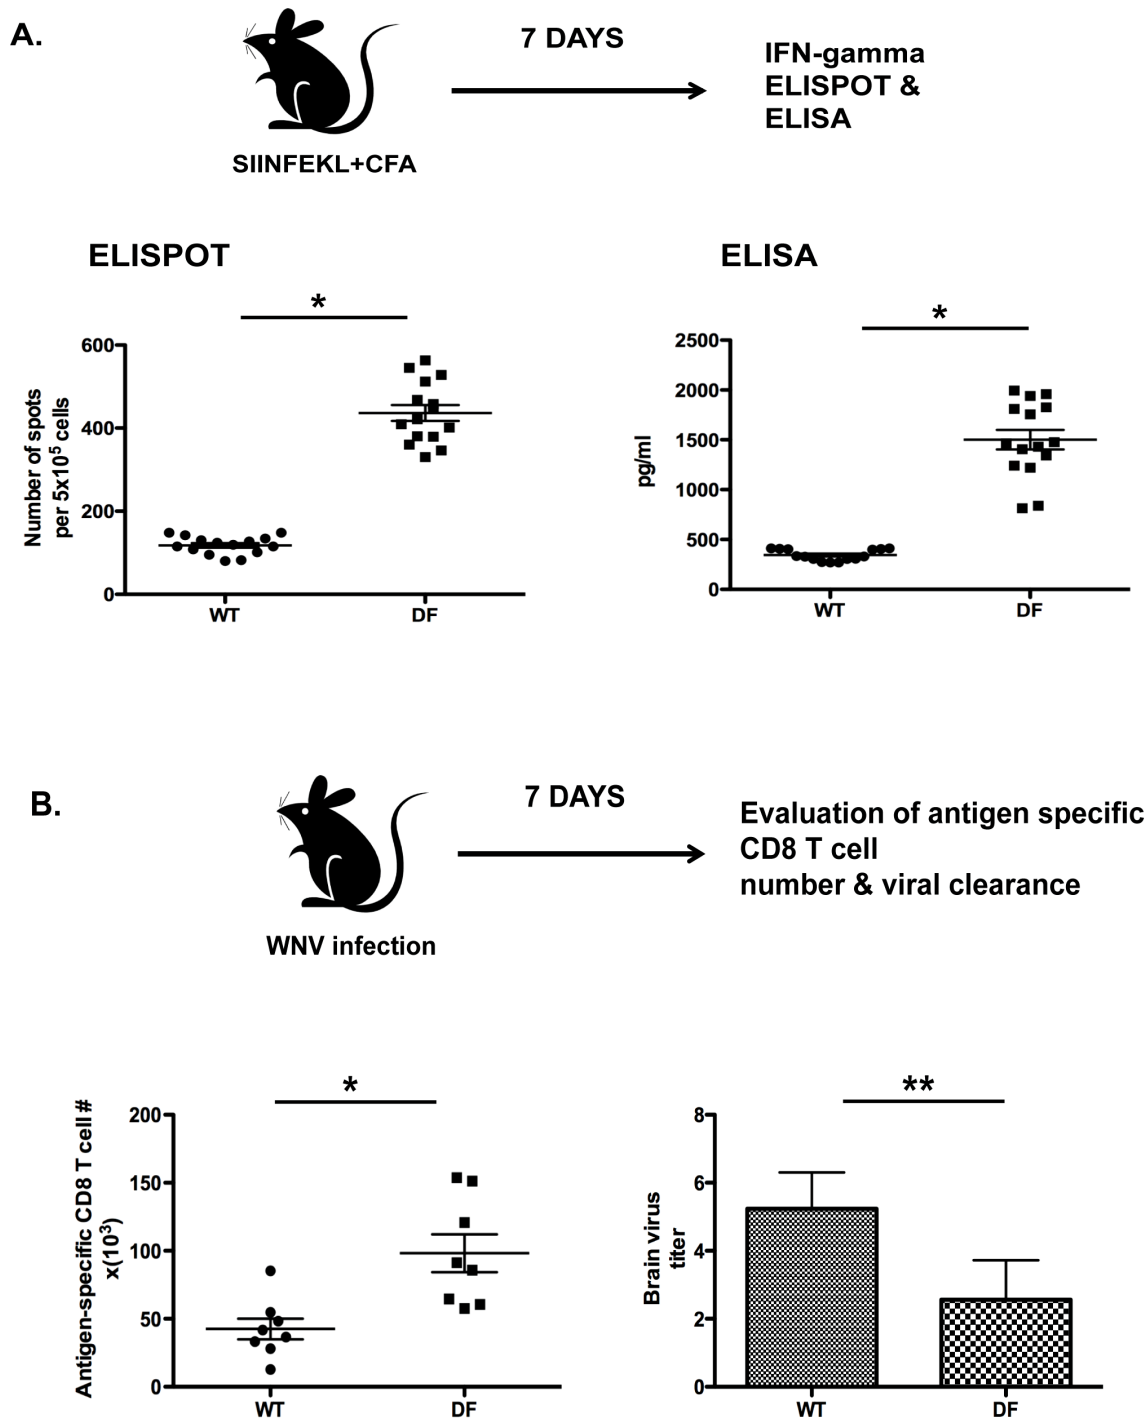 A.
7 DAYS
IFN-gamma
ELISPOT &
ELISA
SIINFEKL+CFA
ELISPOT
*
Number of spots
per 5x10⁵ cells
600
400
200
0
WT
DF
ELISA
*
pg/ml
2500
2000
1500
1000
500
0
WT
DF
B.
7 DAYS
Evaluation of antigen specific
CD8 T cell
number & viral clearance
WNV infection
*
Antigen-specific CD8 T cell #
x(10³)
200
150
100
50
0
WT
DF
**
Brain virus
titer
8
6
4
2
0
WT
DF